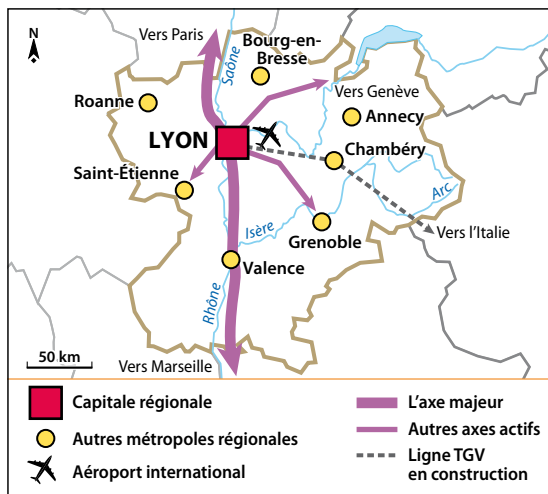 N
Vers Paris
Saône
Bourg-en-
Bresse
Vers Genève
Roanne
Annecy
LYON
Chambéry
Saint-Étienne
Arc
Isère
Grenoble
Vers l'Italie
Valence
Rhône
50 km
Vers Marseille
Capitale régionale
Autres métropoles régionales
Aéroport international
L'axe majeur
Autres axes actifs
Ligne TGV
en construction